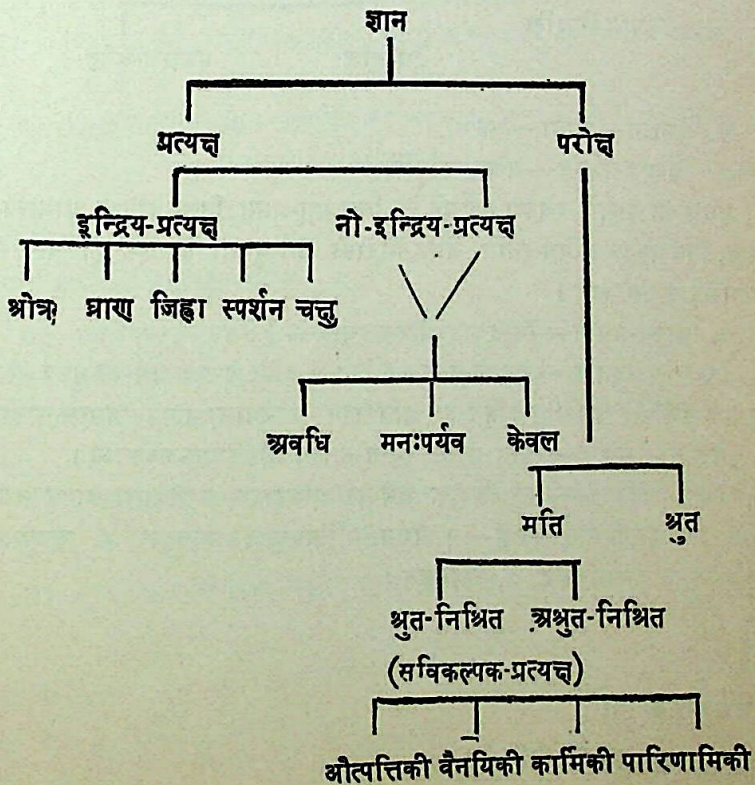 ज्ञान
प्रत्यक्ष परोक्ष
इन्द्रिय-प्रत्यक्ष नो-इन्द्रिय-प्रत्यक्ष
श्रोत्र घ्राण जिह्वा स्पर्शन चक्षु
अवधि मनःपर्यव केवल
मति श्रुत
श्रुत-निश्रित अश्रुत-निश्रित
(सविकल्पक-प्रत्यक्ष)
औत्पत्तिकी वैनयिकी कार्मिकी पारिणामिकी